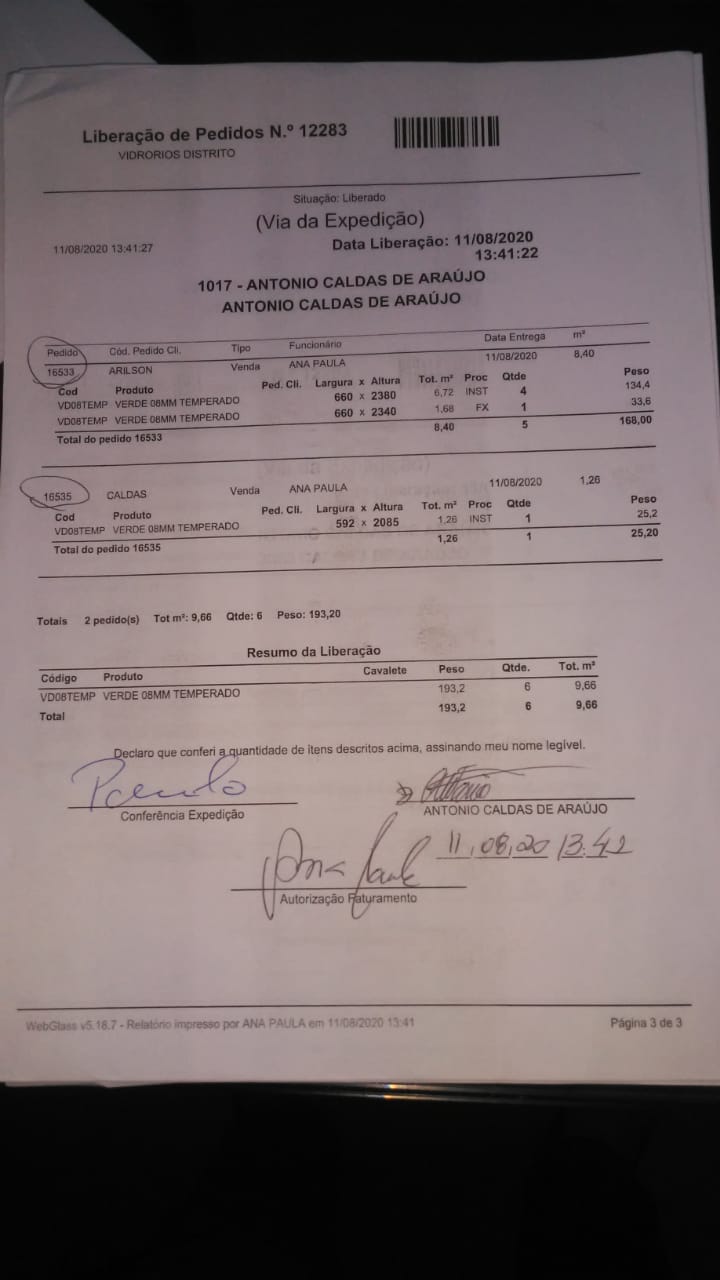 Liberação de Pedidos N.º 12283
VIDRORIOS DISTRITO
Situação: Liberado
(Via da Expedição)
11/08/2020 13:41:27 Data Liberação: 11/08/2020
13:41:22
1017 - ANTONIO CALDAS DE ARAÚJO
ANTONIO CALDAS DE ARAÚJO
Pedido Cód. Pedido Cli. Tipo Funcionário Data Entrega m²
16533 ARILSON Venda ANA PAULA 11/08/2020 8,40
Cod Produto Ped. Cli. Largura x Altura Tot. m² Proc Qtde Peso
VD08TEMP VERDE 08MM TEMPERADO 660 x 2380 6,72 INST 4 134,4
VD08TEMP VERDE 08MM TEMPERADO 660 x 2340 1,68 FX 1 33,6
Total do pedido 16533 8,40 5 168,00
16535 CALDAS Venda ANA PAULA 11/08/2020 1,26
Cod Produto Ped. Cli. Largura x Altura Tot. m² Proc Qtde Peso
VD08TEMP VERDE 08MM TEMPERADO 592 x 2085 1,26 INST 1 25,2
Total do pedido 16535 1,26 1 25,20
Totais 2 pedido(s) Tot m²: 9,66 Qtde: 6 Peso: 193,20
Resumo da Liberação
Código Produto Cavalete Peso Qtde. Tot. m²
VD08TEMP VERDE 08MM TEMPERADO 193,2 6 9,66
Total 193,2 6 9,66
Declaro que conferi a quantidade de itens descritos acima, assinando meu nome legível.
Conferência Expedição
ANTONIO CALDAS DE ARAÚJO
11,08,20 13:42
Ana Paula
Autorização Faturamento
WebGlass v5.18.7 - Relatório impresso por ANA PAULA em 11/08/2020 13:41 Página 3 de 3